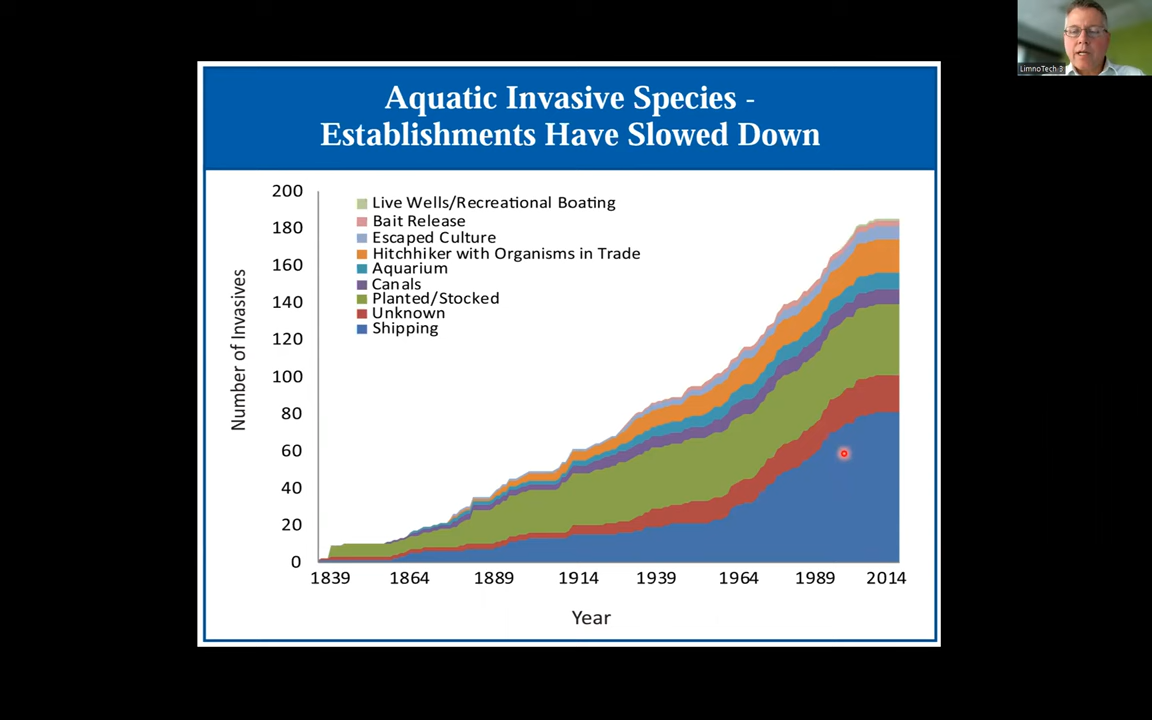 LimnoTech 3
Aquatic Invasive Species -
Establishments Have Slowed Down
Number of Invasives
200
180
160
140
120
100
80
60
40
20
0
Live Wells/Recreational Boating
Bait Release
Escaped Culture
Hitchhiker with Organisms in Trade
Aquarium
Canals
Planted/Stocked
Unknown
Shipping
1839 1864 1889 1914 1939 1964 1989 2014
Year